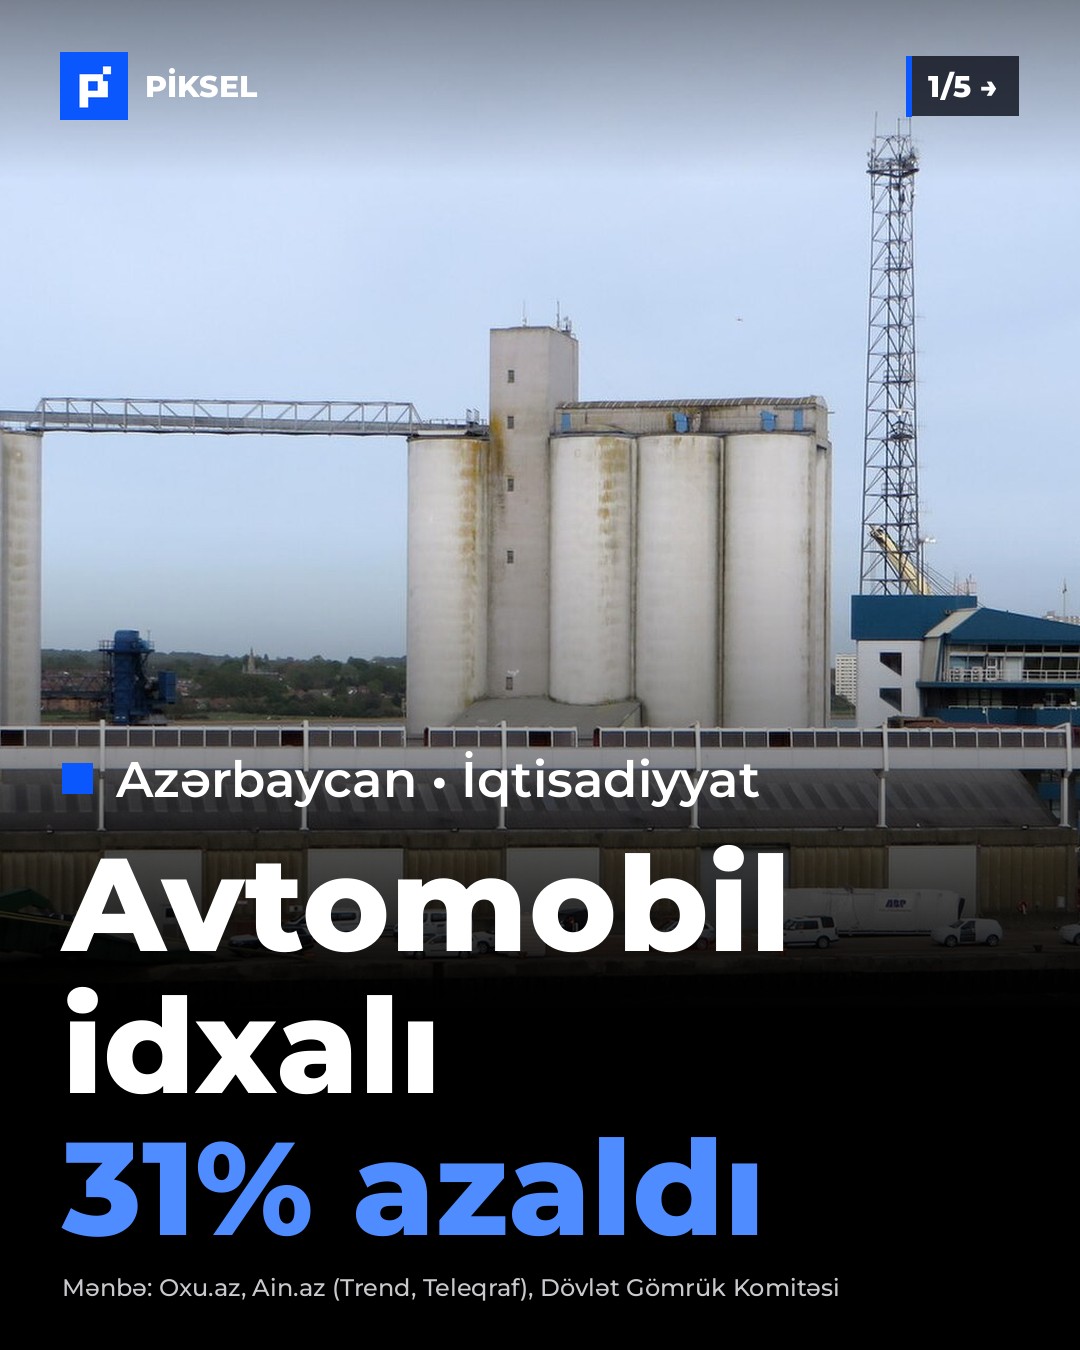 PİKSEL
1/5 →
Azərbaycan • İqtisadiyyat
Avtomobil
idxalı
31% azaldı
Mənbə: Oxu.az, Ain.az (Trend, Teleqraf), Dövlət Gömrük Komitəsi
ABP